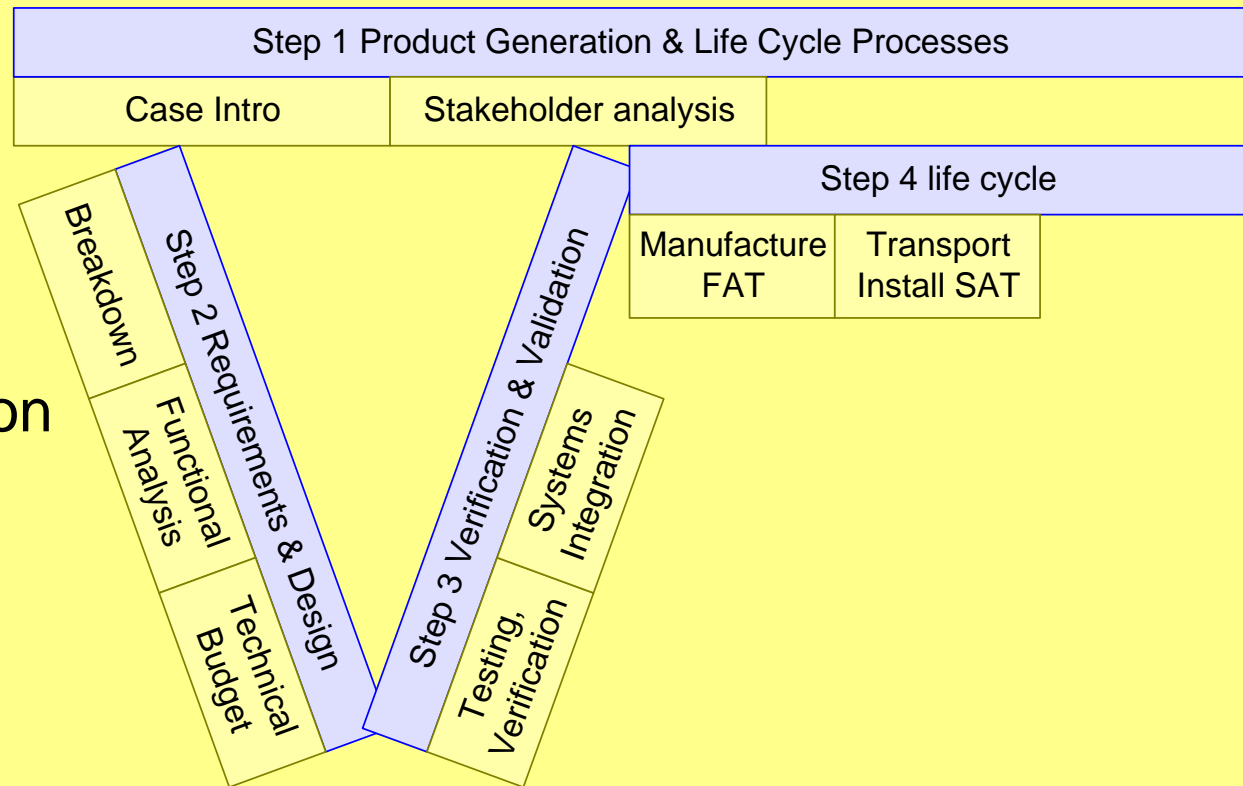 Step 1 Product Generation & Life Cycle Processes
Case Intro
Stakeholder analysis
Step 4 life cycle
Manufacture
FAT
Transport
Install SAT
on
Step 2 Requirements & Design
Breakdown
Functional
Analysis
Technical
Budget
Step 3 Verification & Validation
Systems
Integration
Testing,
Verification